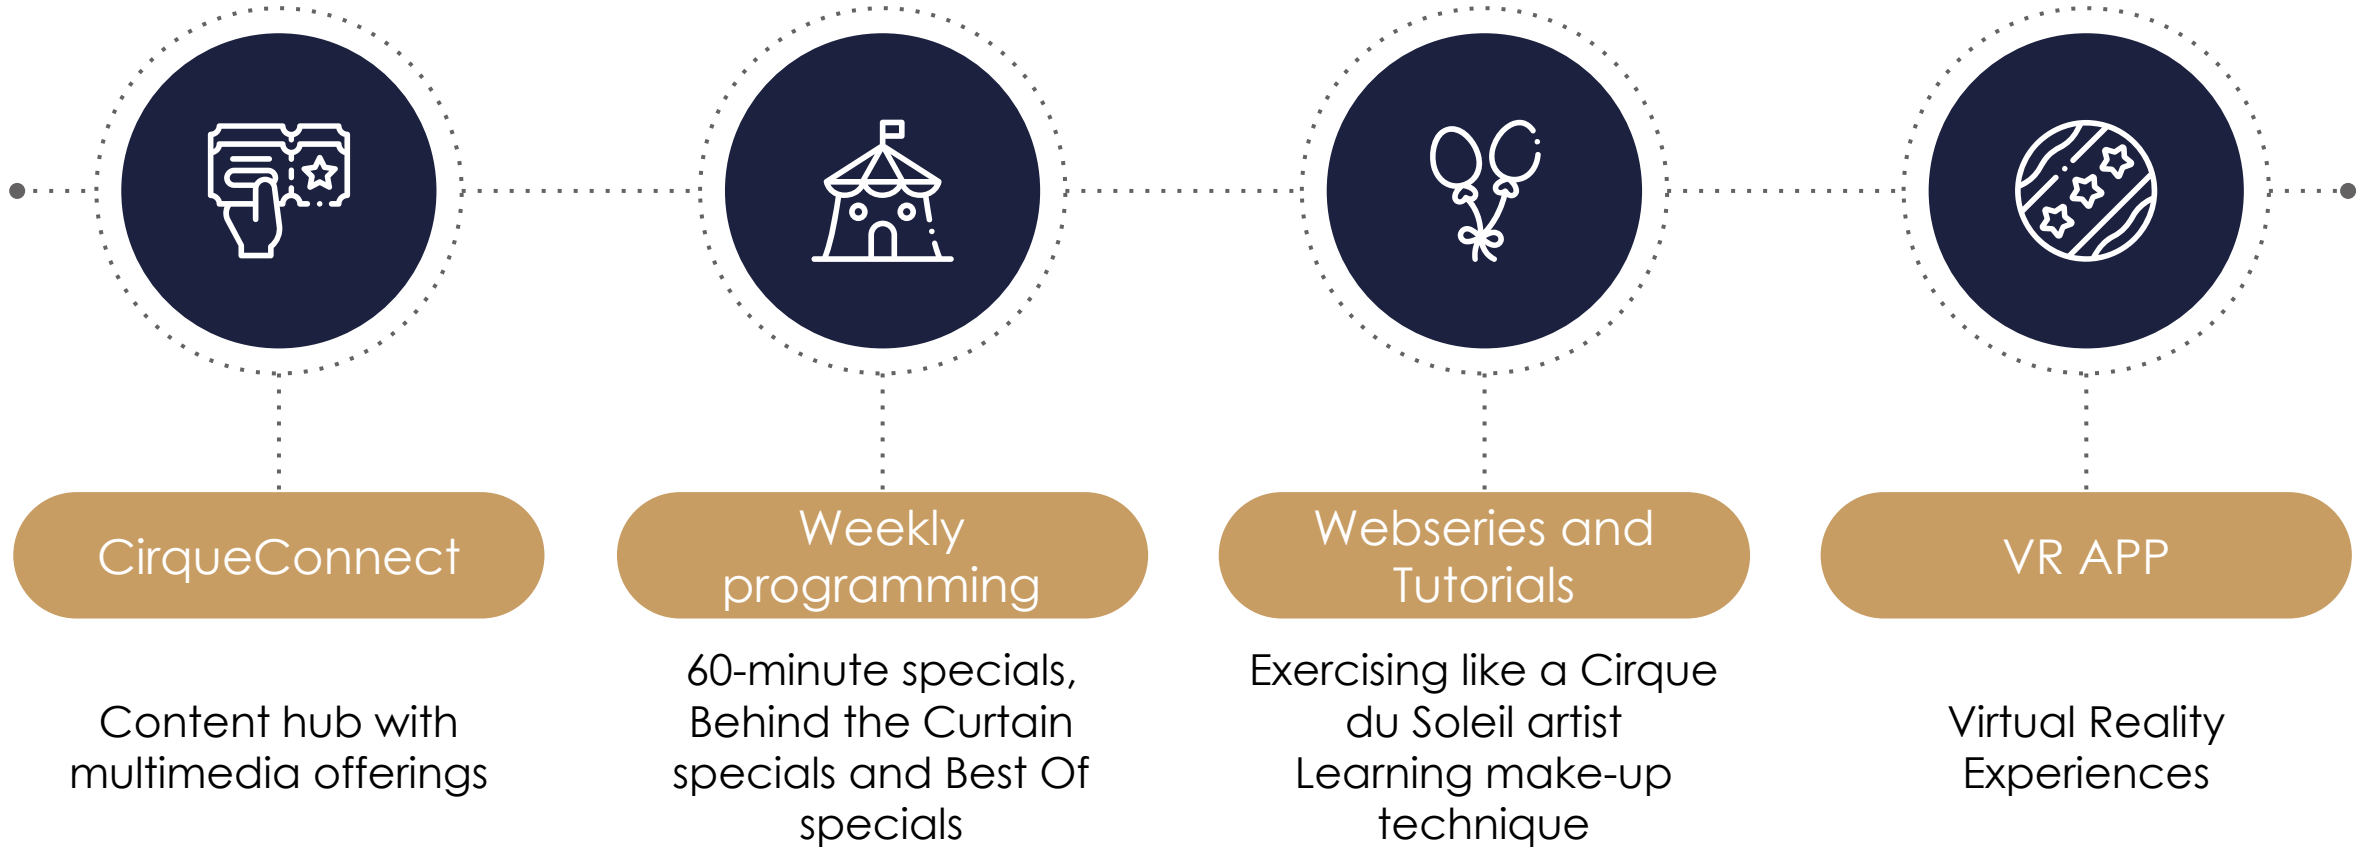 CirqueConnect
Content hub with
multimedia offerings
Weekly
programming
60-minute specials,
Behind the Curtain
specials and Best Of
specials
Webseries and
Tutorials
Exercising like a Cirque
du Soleil artist
Learning make-up
technique
VR APP
Virtual Reality
Experiences